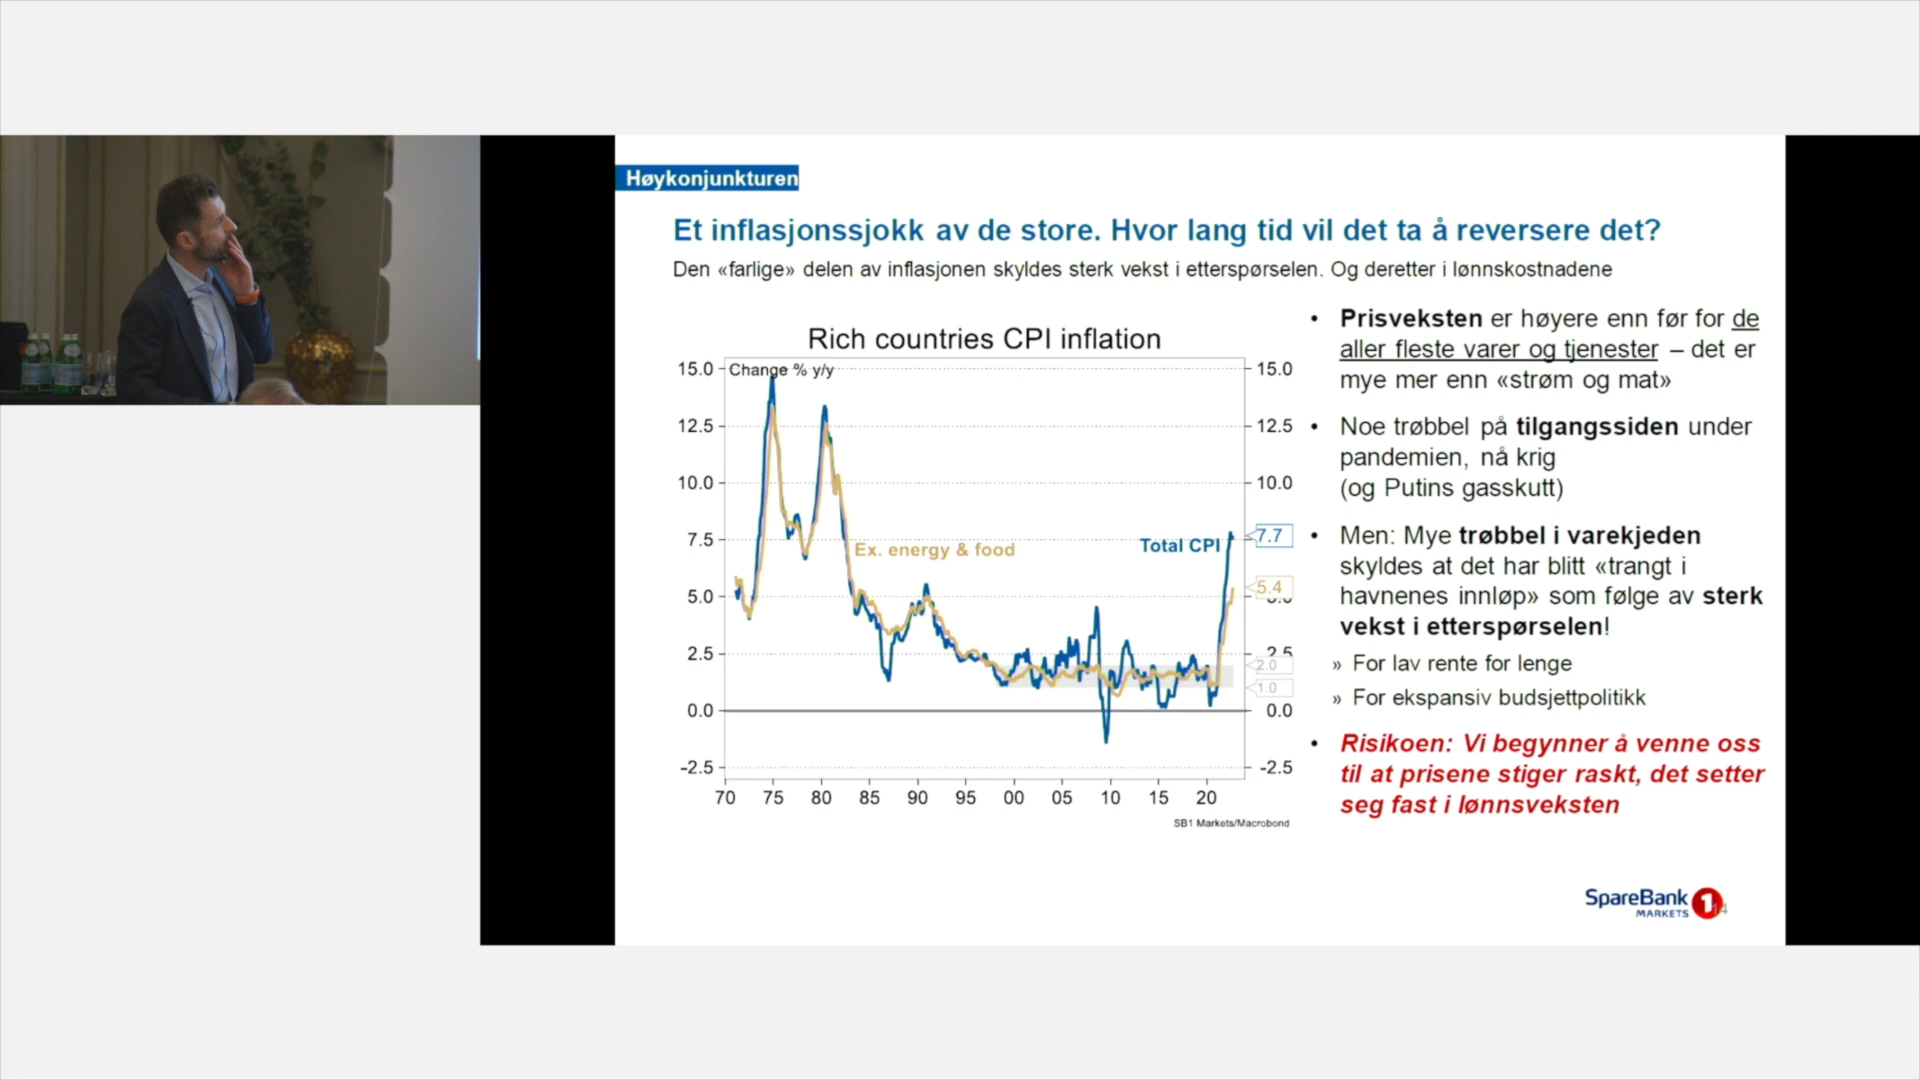 Høykonjunkturen
Et inflasjonssjokk av de store. Hvor lang tid vil det ta å reversere det?
Den «farlige» delen av inflasjonen skyldes sterk vekst i etterspørselen. Og deretter i lønnskostnadene
Rich countries CPI inflation
Change % y/y
15.0
12.5
10.0
7.5
5.0
2.5
0.0
-2.5
Ex. energy & food
Total CPI
15.0
12.5
10.0
7.7
5.4
5.0
2.5
2.0
1.0
0.0
-2.5
70 75 80 85 90 95 00 05 10 15 20
SB1 Markets/Macrobond
• Prisveksten er høyere enn før for de
aller fleste varer og tjenester – det er
mye mer enn «strøm og mat»
• Noe trøbbel på tilgangssiden under
pandemien, nå krig
(og Putins gasskutt)
• Men: Mye trøbbel i varekjeden
skyldes at det har blitt «trangt i
havnenes innløp» som følge av sterk
vekst i etterspørselen!
» For lav rente for lenge
» For ekspansiv budsjettpolitikk
• Risikoen: Vi begynner å venne oss
til at prisene stiger raskt, det setter
seg fast i lønnsveksten
SpareBank 1
MARKETS
14